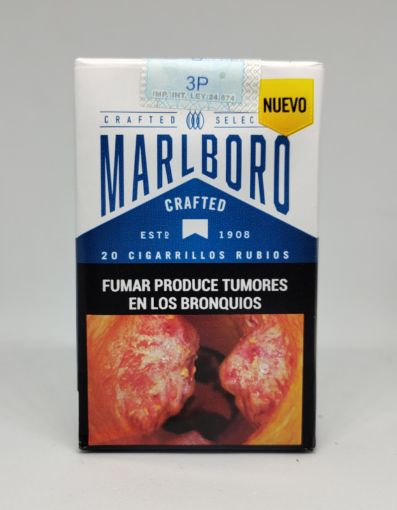 3P
IMP. INT. LEY 24.674
NUEVO
CRAFTED SELEC
MARLBORO
CRAFTED
ESTD 1908
20 CIGARRILLOS RUBIOS
FUMAR PRODUCE TUMORES
EN LOS BRONQUIOS